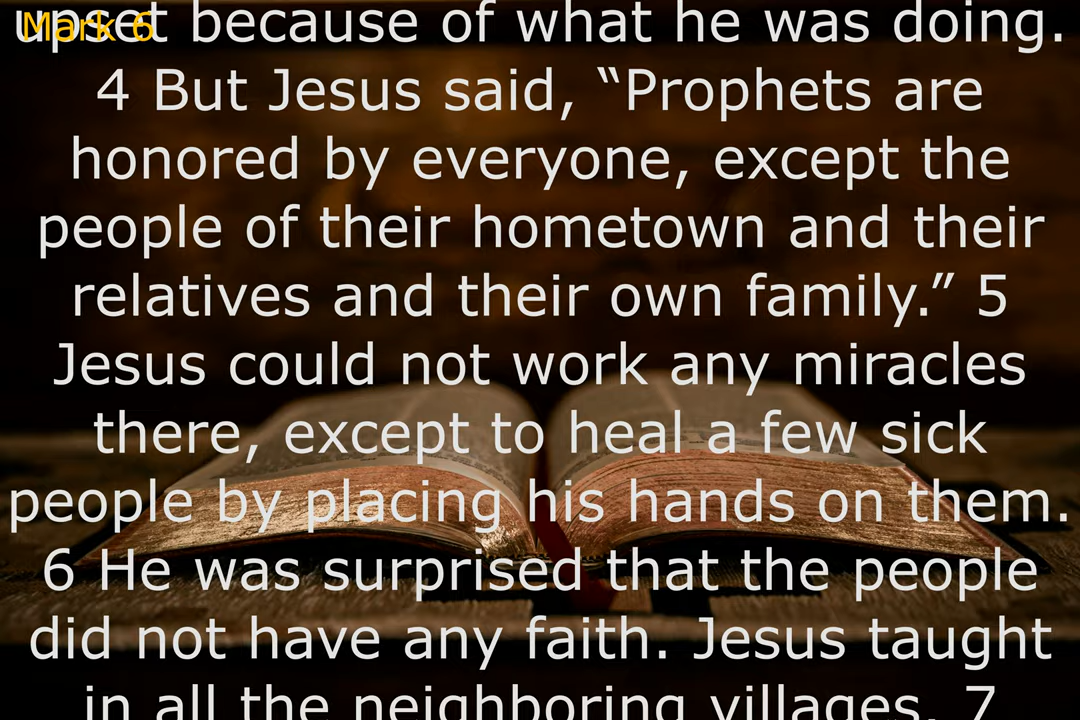 Mark 6
upset because of what he was doing.
4 But Jesus said, “Prophets are
honored by everyone, except the
people of their hometown and their
relatives and their own family.” 5
Jesus could not work any miracles
there, except to heal a few sick
people by placing his hands on them.
6 He was surprised that the people
did not have any faith. Jesus taught
in all the neighboring villages. 7